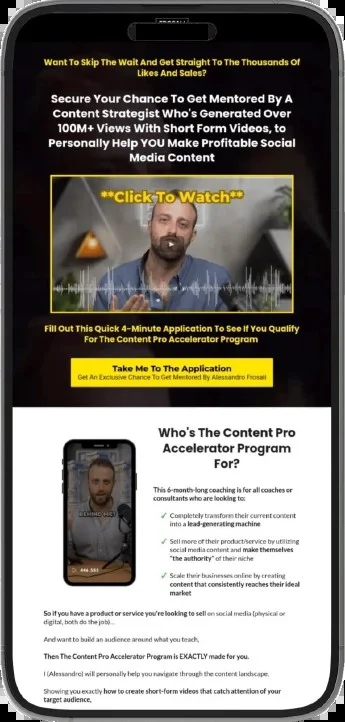 Want To Skip The Wait And Get Straight To The Thousands Of
Likes And Sales?
Secure Your Chance To Get Mentored By A
Content Strategist Who's Generated Over
100M+ Views With Short Form Videos, to
Personally Help YOU Make Profitable Social
Media Content
**Click To Watch**
Fill Out This Quick 4-Minute Application To See If You Qualify
For The Content Pro Accelerator Program
Take Me To The Application
Get An Exclusive Chance To Get Mentored By Alessandro Frosali
Who's The Content Pro
Accelerator Program
For?
This 6-month-long coaching is for all coaches or
consultants who are looking to:
✓ Completely transform their current content
into a lead-generating machine
✓ Sell more of their product/service by utilizing
social media content and make themselves
"the authority" of their niche
✓ Scale their businesses online by creating
content that consistently reaches their ideal
market
BEHIND ME?
So if you have a product or service you're looking to sell on social media (physical or
digital, both do the job)...
And want to build an audience around what you teach,
Then The Content Pro Accelerator Program is EXACTLY made for you.
I (Alessandro) will personally help you navigate through the content landscape.
Showing you exactly how to create short-form videos that catch attention of your
target audience,